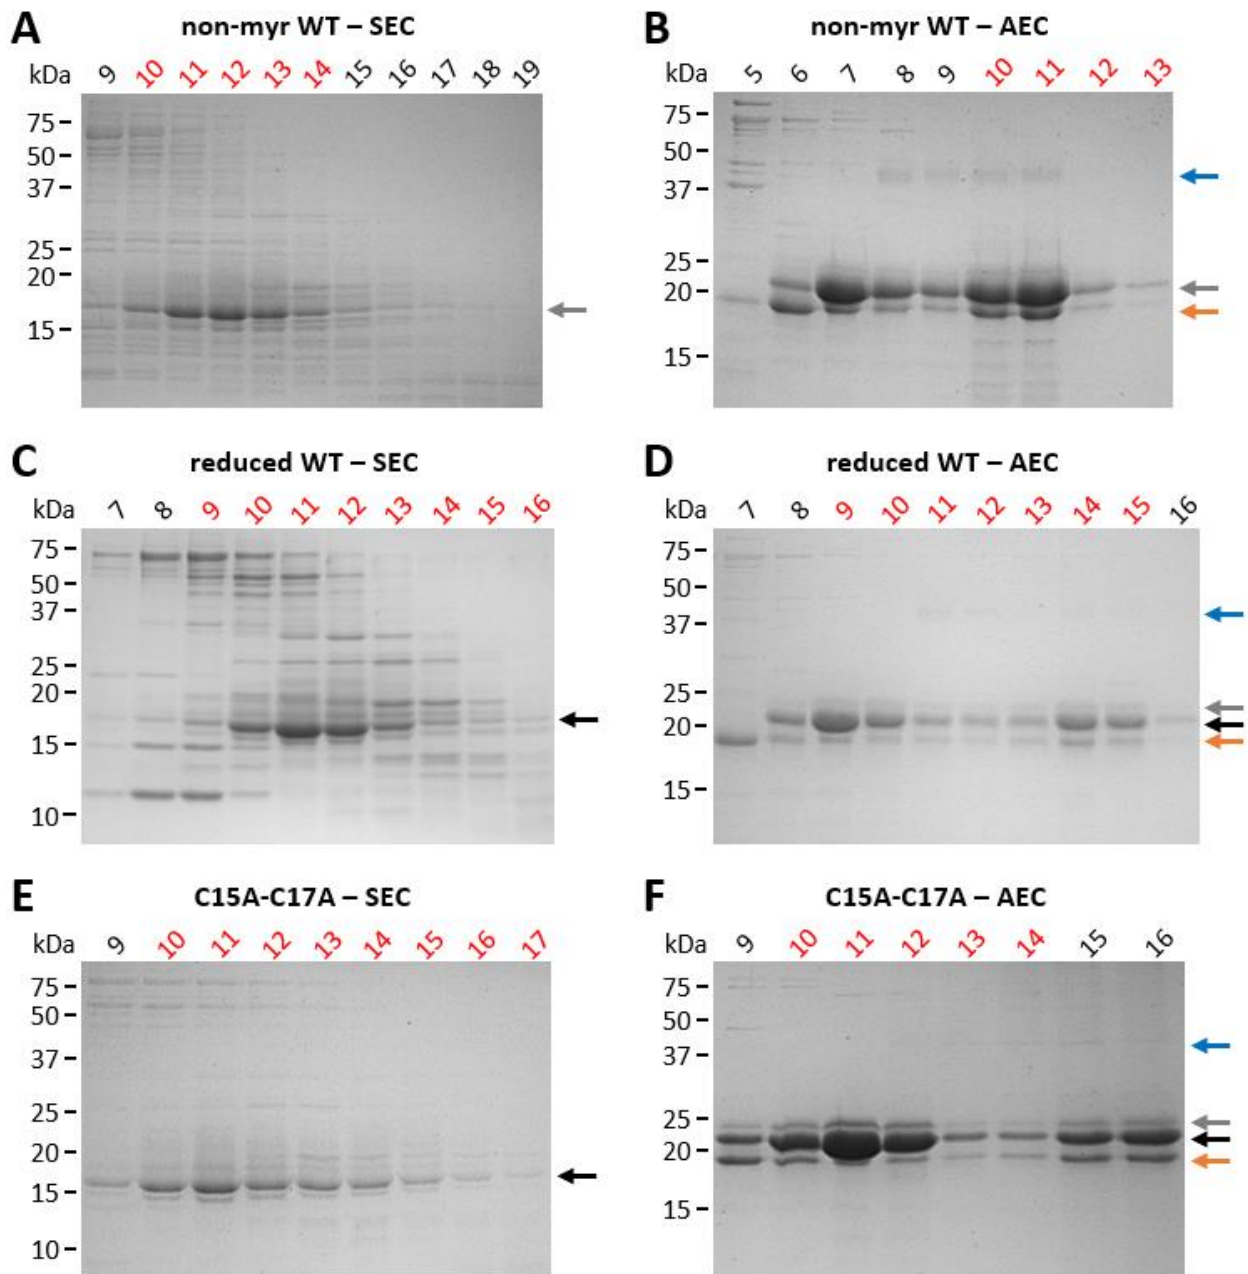 A
non-myr WT – SEC
kDa 9 10 11 12 13 14 15 16 17 18 19
75
50
37
25
20
15
B
non-myr WT – AEC
kDa 5 6 7 8 9 10 11 12 13
75
50
37
25
20
15
C
reduced WT – SEC
kDa 7 8 9 10 11 12 13 14 15 16
75
50
37
25
20
15
10
D
reduced WT – AEC
kDa 7 8 9 10 11 12 13 14 15 16
75
50
37
25
20
15
E
C15A-C17A – SEC
kDa 9 10 11 12 13 14 15 16 17
75
50
37
25
20
15
10
F
C15A-C17A – AEC
kDa 9 10 11 12 13 14 15 16
75
50
37
25
20
15